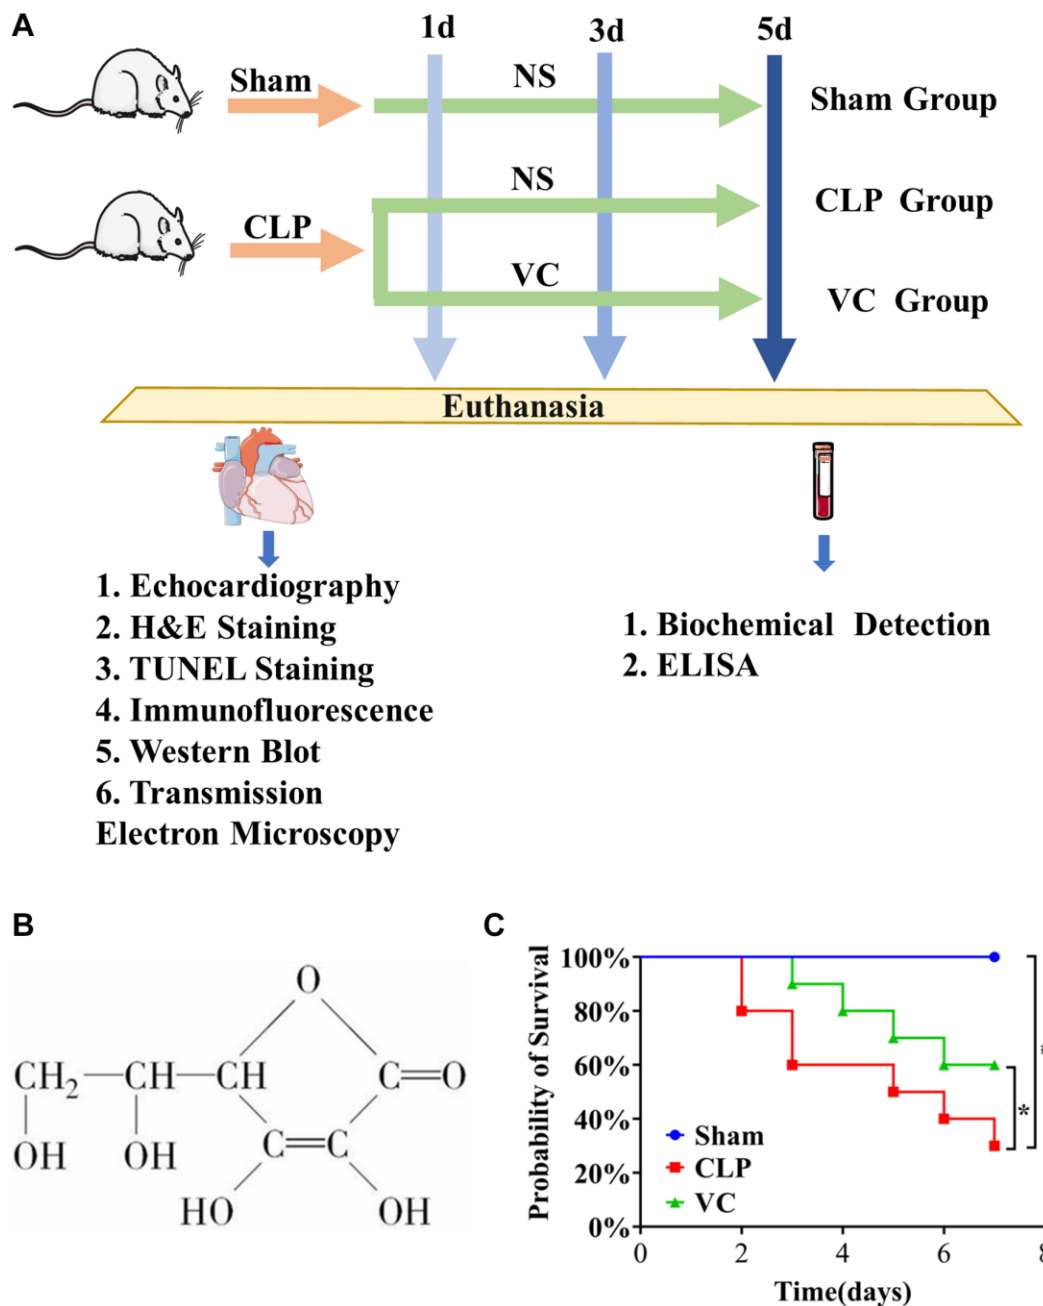 A
1d 3d 5d
Sham NS Sham Group
CLP NS CLP Group
VC VC Group
Euthanasia
1. Echocardiography
2. H&E Staining
3. TUNEL Staining
4. Immunofluorescence
5. Western Blot
6. Transmission
Electron Microscopy
1. Biochemical Detection
2. ELISA
B
O
CH₂—CH—CH C=O
OH OH C=C
HO OH
C
Probability of Survival
100%
80%
60%
40%
20%
0%
Sham
CLP
VC
*
0 2 4 6
Time(days)